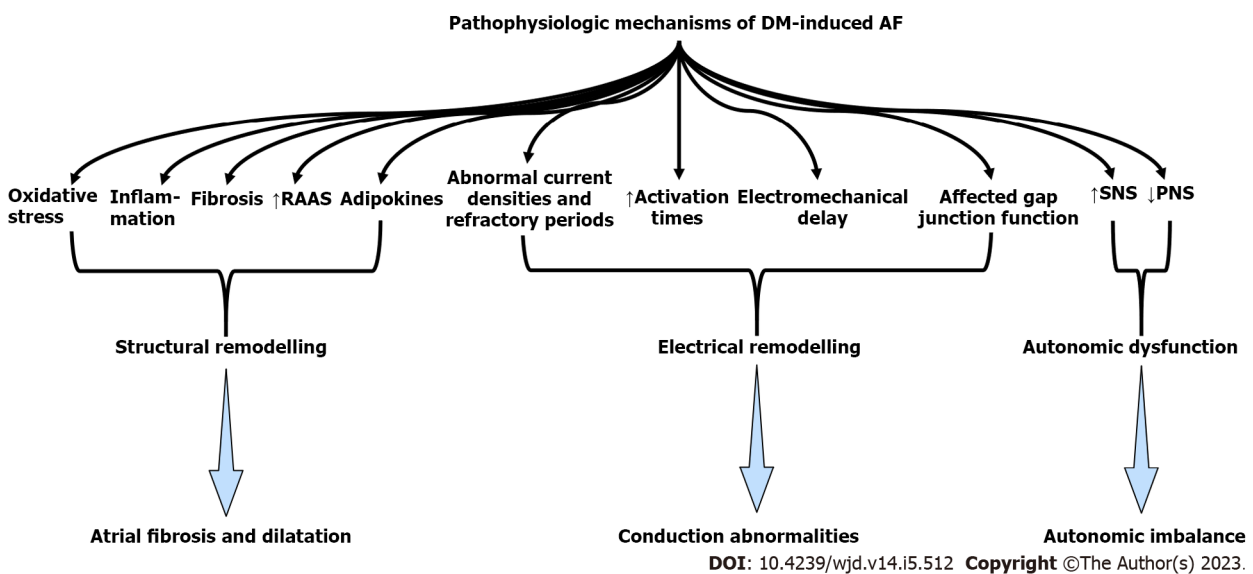 Pathophysiologic mechanisms of DM-induced AF
Oxidative
stress
Inflam-
mation
Fibrosis
↑RAAS
Adipokines
Abnormal current
densities and
refractory periods
↑Activation
times
Electromechanical
delay
Affected gap
junction function
↑SNS
↓PNS
Structural remodelling
Electrical remodelling
Autonomic dysfunction
Atrial fibrosis and dilatation
Conduction abnormalities
Autonomic imbalance
DOI: 10.4239/wjd.v14.i5.512 Copyright ©The Author(s) 2023.